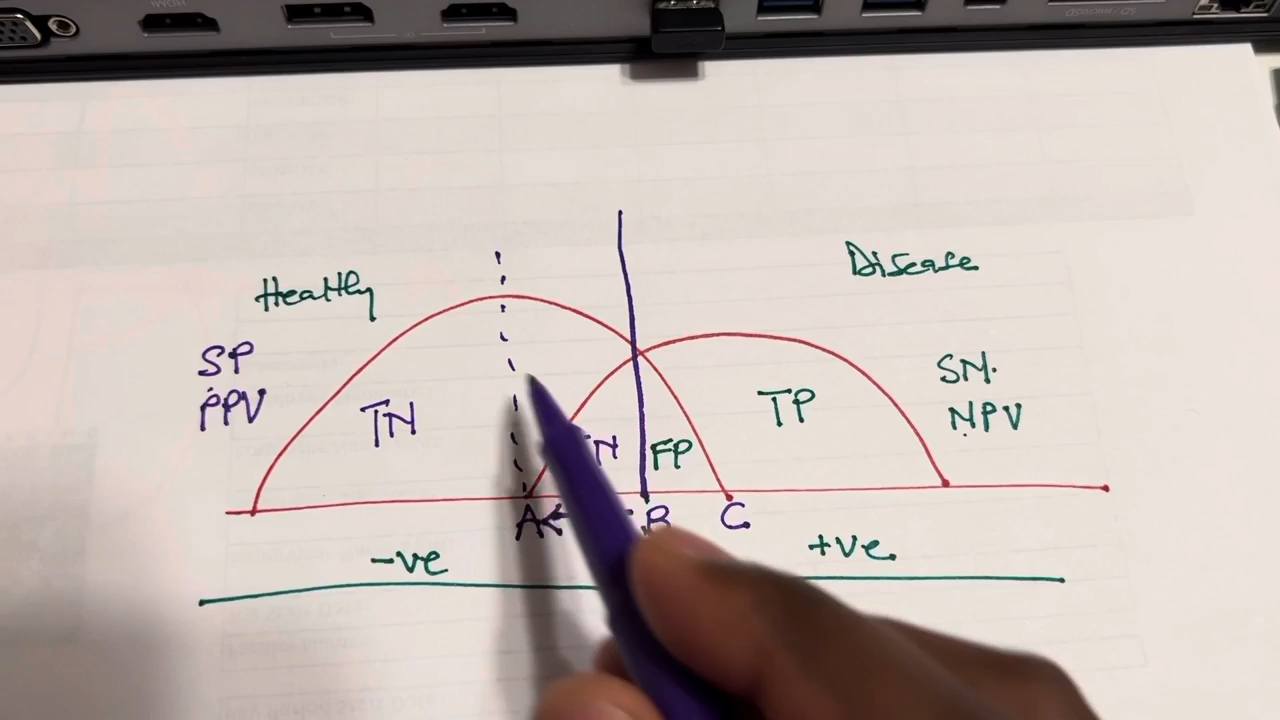 Healthy
Disease
SP
PPV
SN.
NPV
TN
FP
TP
A
B
C
-ve
+ve